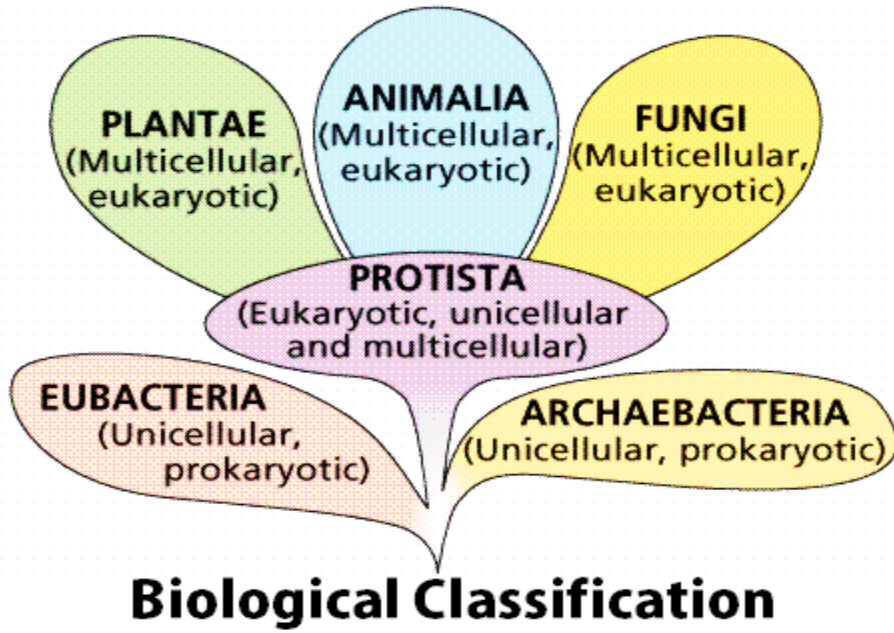 PLANTAE
(Multicellular,
eukaryotic)
ANIMALIA
(Multicellular,
eukaryotic)
FUNGI
(Multicellular,
eukaryotic)
PROTISTA
(Eukaryotic, unicellular
and multicellular)
EUBACTERIA
(Unicellular,
prokaryotic)
ARCHAEBACTERIA
(Unicellular, prokaryotic)
Biological Classification